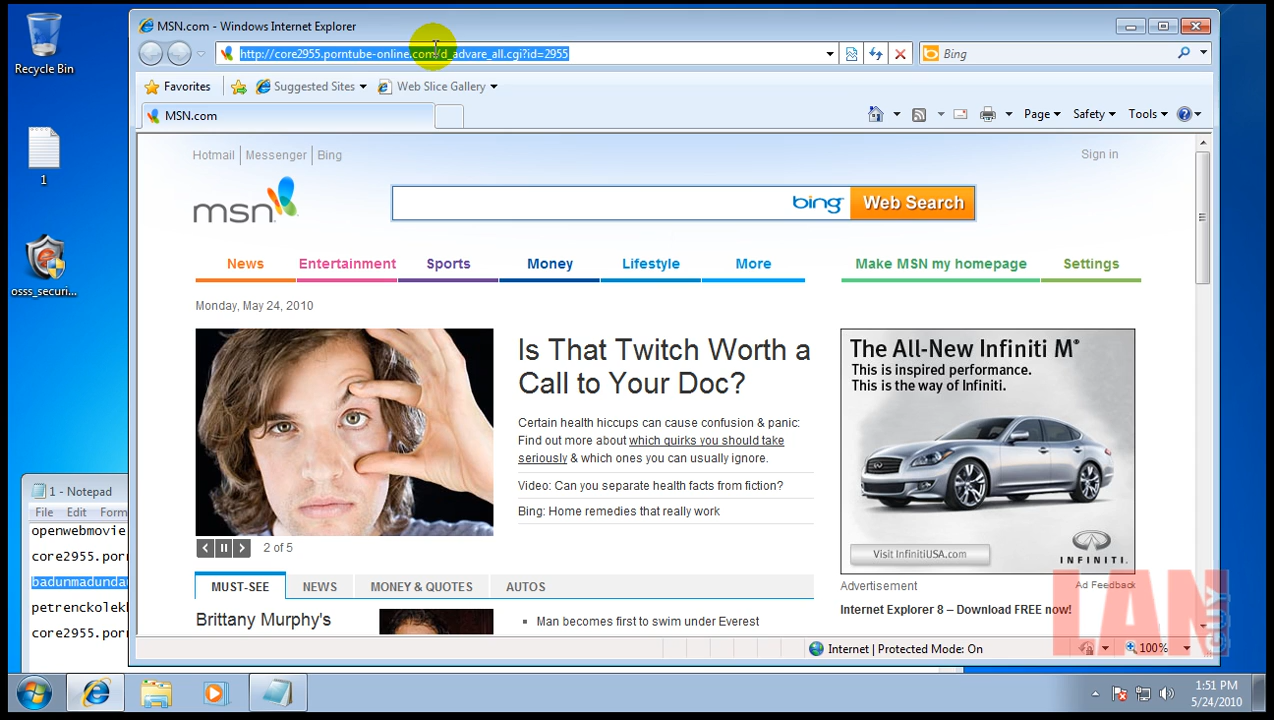 Recycle Bin
1
osss_securi...
MSN.com - Windows Internet Explorer
http://core2955.porntube-online.com/d_advare_all.cgi?id=2955
Bing
Favorites
Suggested Sites
Web Slice Gallery
MSN.com
Page
Safety
Tools
Hotmail
Messenger
Bing
Sign in
msn
bing
Web Search
News
Entertainment
Sports
Money
Lifestyle
More
Make MSN my homepage
Settings
Monday, May 24, 2010
Is That Twitch Worth a
Call to Your Doc?
Certain health hiccups can cause confusion & panic:
Find out more about which quirks you should take
seriously & which ones you can usually ignore.
Video: Can you separate health facts from fiction?
Bing: Home remedies that really work
2 of 5
The All-New Infiniti M®
This is inspired performance.
This is the way of Infiniti.
Visit InfinitiUSA.com
INFINITI.
Advertisement
Ad Feedback
Internet Explorer 8 – Download FREE now!
MUST-SEE
NEWS
MONEY & QUOTES
AUTOS
Brittany Murphy's
Man becomes first to swim under Everest
1 - Notepad
File
Edit
Form
openwebmovie
core2955.porn
petrenckolekh
core2955.porn
Internet | Protected Mode: On
100%
LAN
GUY
1:51 PM
5/24/2010